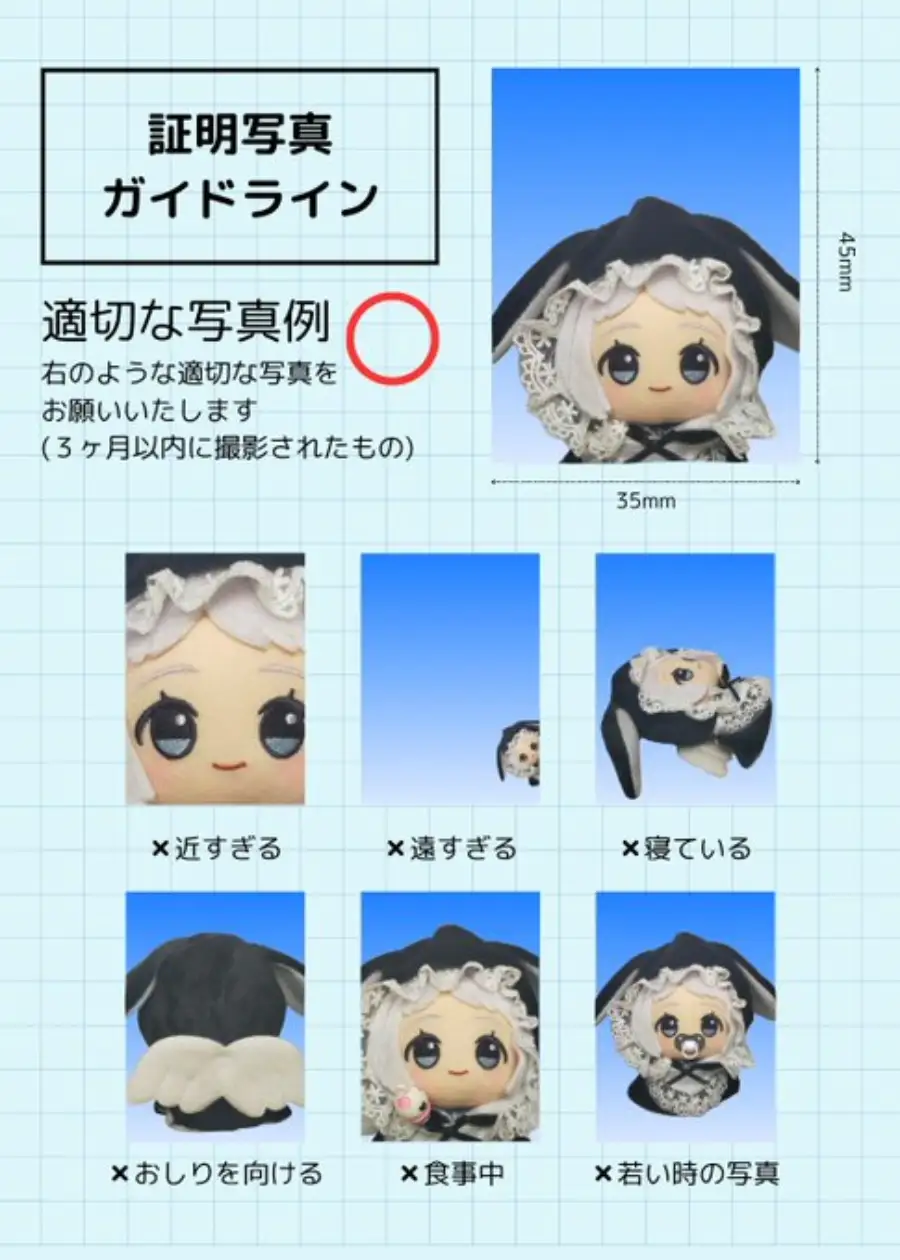 証明写真
ガイドライン
適切な写真例
右のような適切な写真を
お願いいたします
(３ヶ月以内に撮影されたもの)
45mm
35mm
×近すぎる
×遠すぎる
×寝ている
×おしりを向ける
×食事中
×若い時の写真